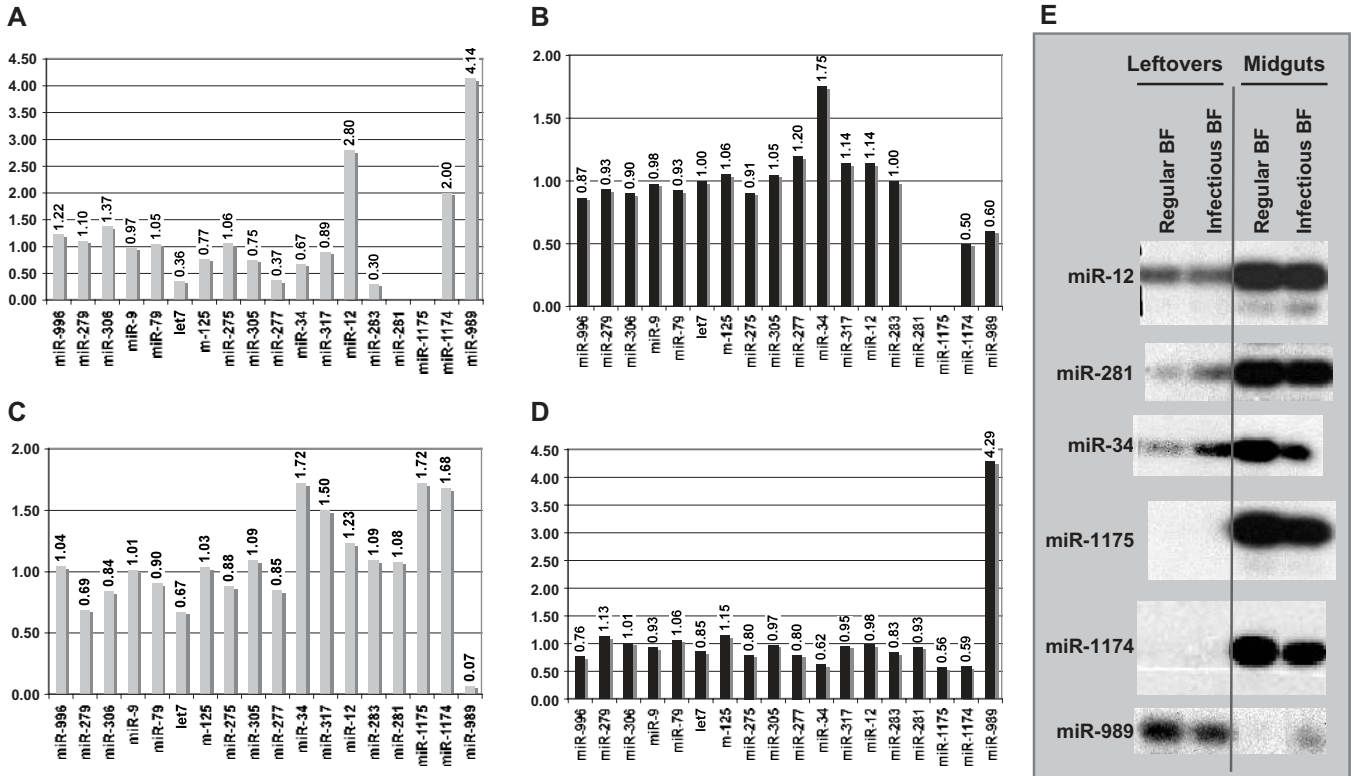 A
4.50
4.00
3.50
3.00
2.50
2.00
1.50
1.00
0.50
0.00
1.22
1.10
1.37
0.97
1.05
0.36
0.77
1.06
0.75
0.37
0.67
0.89
2.80
0.30
2.00
4.14
miR-996
miR-279
miR-306
miR-9
miR-79
let7
m-125
miR-275
miR-305
miR-277
miR-34
miR-317
miR-12
miR-283
miR-281
miR-1175
miR-1174
miR-989
B
2.00
1.50
1.00
0.50
0.00
0.87
0.93
0.90
0.98
0.93
1.00
1.06
0.91
1.05
1.20
1.75
1.14
1.14
1.00
0.50
0.60
miR-996
miR-279
miR-306
miR-9
miR-79
let7
m-125
miR-275
miR-305
miR-277
miR-34
miR-317
miR-12
miR-283
miR-281
miR-1175
miR-1174
miR-989
C
2.00
1.50
1.00
0.50
0.00
1.04
0.69
0.84
1.01
0.90
0.67
1.03
0.88
1.09
0.85
1.72
1.50
1.23
1.09
1.08
1.72
1.68
0.07
miR-996
miR-279
miR-306
miR-9
miR-79
let7
m-125
miR-275
miR-305
miR-277
miR-34
miR-317
miR-12
miR-283
miR-281
miR-1175
miR-1174
miR-989
D
4.50
4.00
3.50
3.00
2.50
2.00
1.50
1.00
0.50
0.00
0.76
1.13
1.01
0.93
1.06
0.85
1.15
0.80
0.97
0.80
0.62
0.95
0.98
0.83
0.93
0.56
0.59
4.29
miR-996
miR-279
miR-306
miR-9
miR-79
let7
m-125
miR-275
miR-305
miR-277
miR-34
miR-317
miR-12
miR-283
miR-281
miR-1175
miR-1174
miR-989
E
Leftovers Midguts
Regular BF
Infectious BF
Regular BF
Infectious BF
miR-12
miR-281
miR-34
miR-1175
miR-1174
miR-989